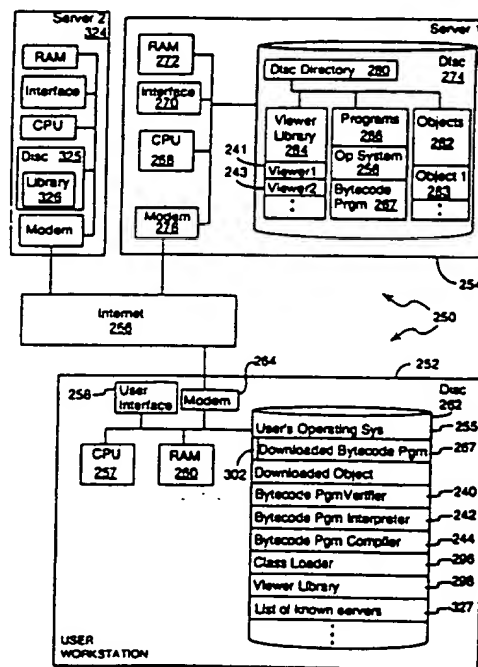 Server 2
324
RAM
Interface
CPU
Disc 325
Library
326
Modem
Server 1
RAM
272
Interface
270
CPU
268
Modem
276
Disc
274
Disc Directory 280
Viewer
Library
284
241
Viewer1
243
Viewer2
Programs
266
Op System
256
Bytecode
Prgm 267
Objects
282
Object 1
283
254
Internet
256
250
252
264
258
User
Interface
Modem
Disc
262
CPU
257
RAM
260
302
User's Operating Sys
255
Downloaded Bytecode Pgm
267
Downloaded Object
Bytecode PgmVerifier
240
Bytecode Pgm Interpreter
242
Bytecode Pgm Compiler
244
Class Loader
296
Viewer Library
298
List of known servers
327
USER
WORKSTATION